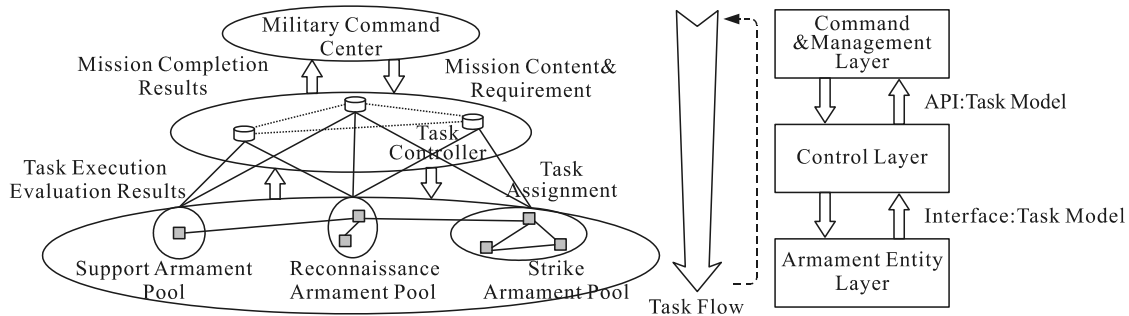 Military Command
Center
Mission Completion
Results
Mission Content&
Requirement
Task
Controller
Task Execution
Evaluation Results
Task
Assignment
Support Armament
Pool
Reconnaissance
Armament Pool
Strike
Armament Pool
Task Flow
Command
&Management
Layer
API:Task Model
Control Layer
Interface:Task Model
Armament Entity
Layer